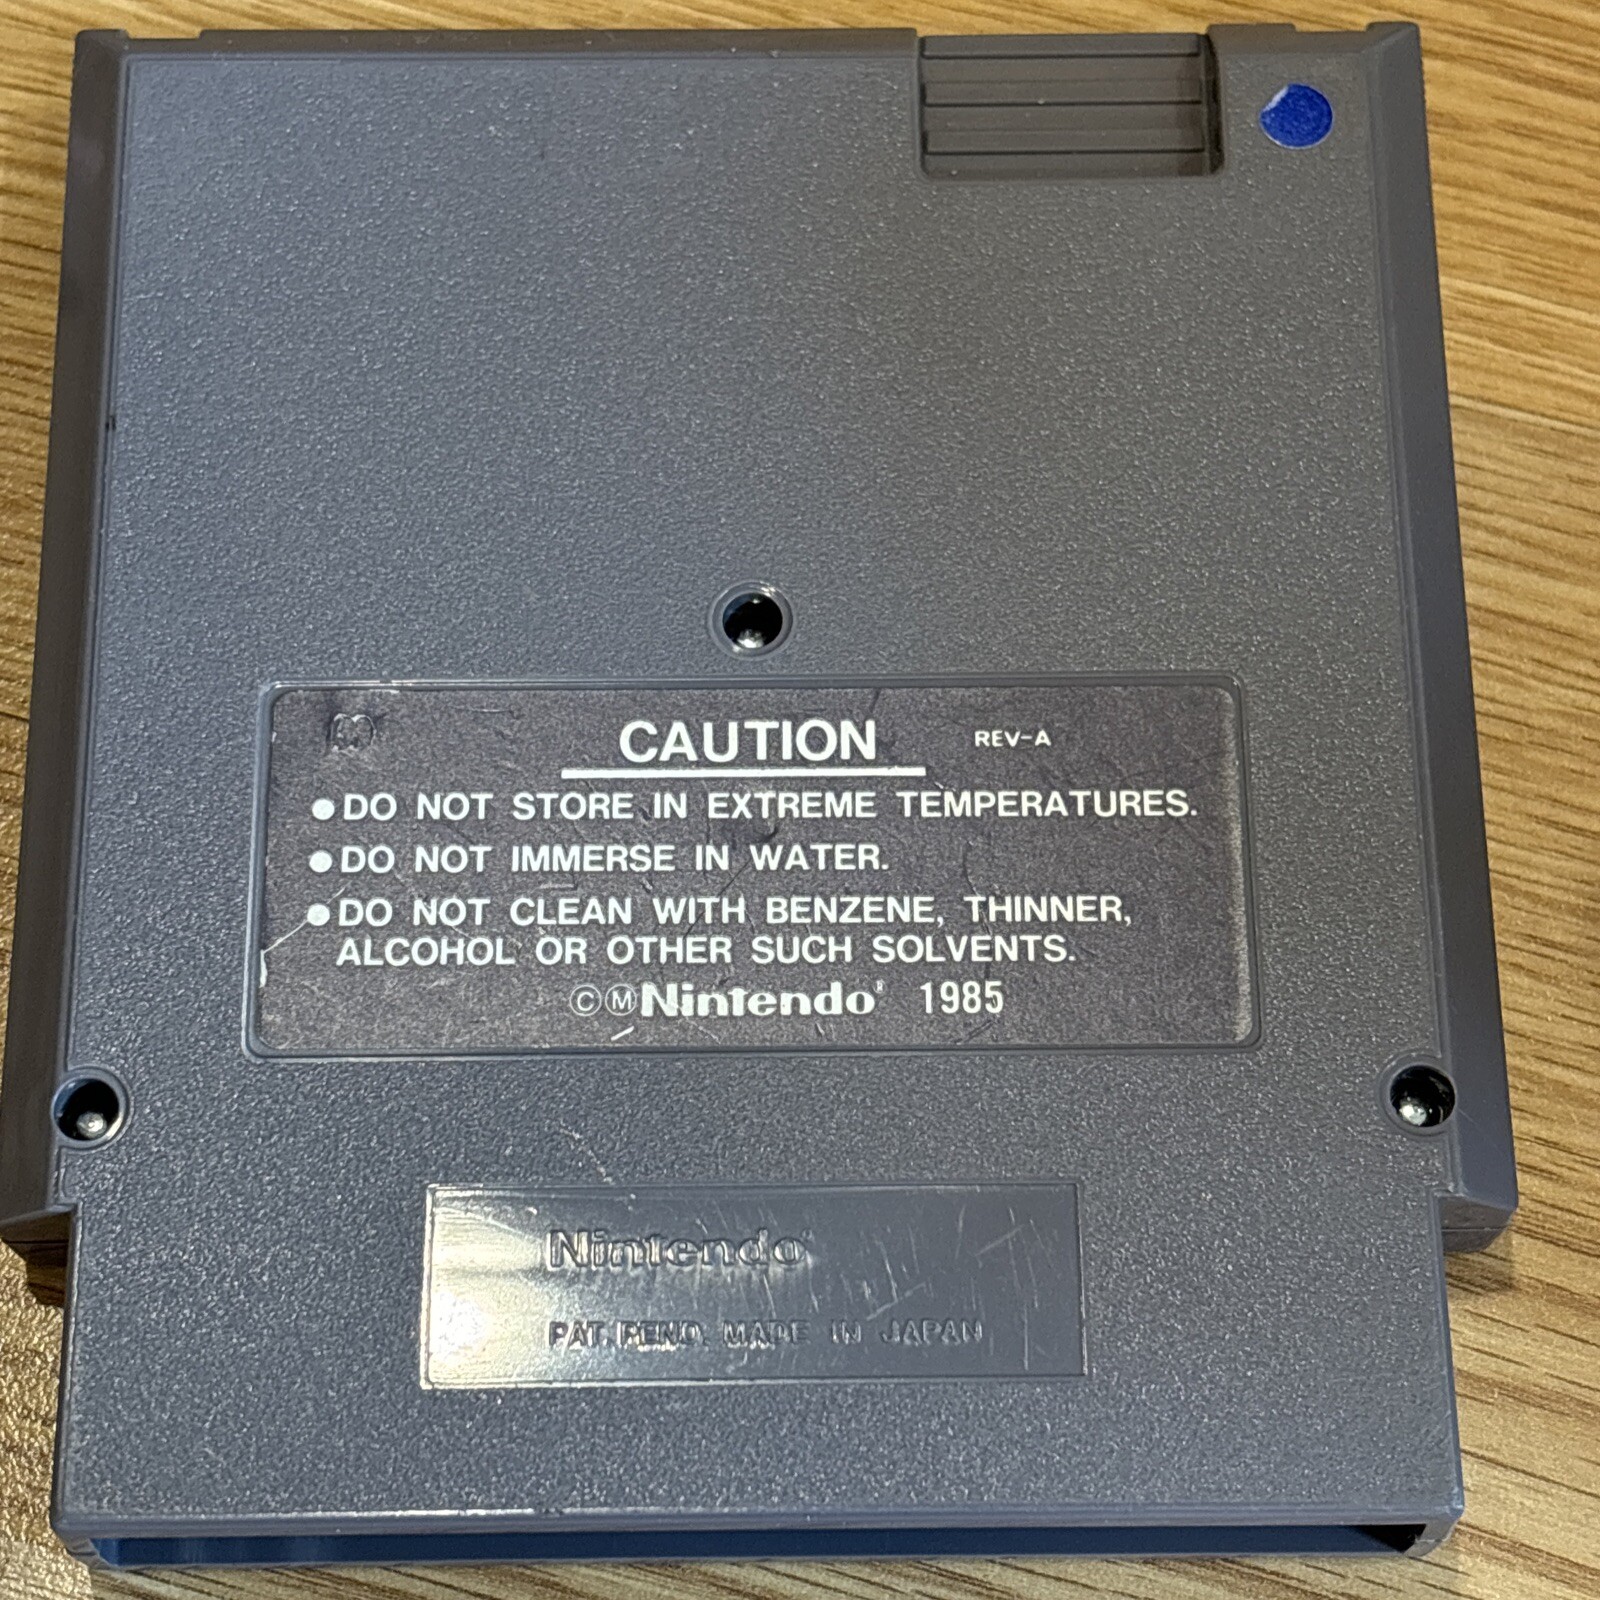 CAUTION REV-A
●DO NOT STORE IN EXTREME TEMPERATURES.
●DO NOT IMMERSE IN WATER.
●DO NOT CLEAN WITH BENZENE, THINNER,
ALCOHOL OR OTHER SUCH SOLVENTS.
ⒸⓂNintendo® 1985
Nintendo®
PAT. PEND. MADE IN JAPAN